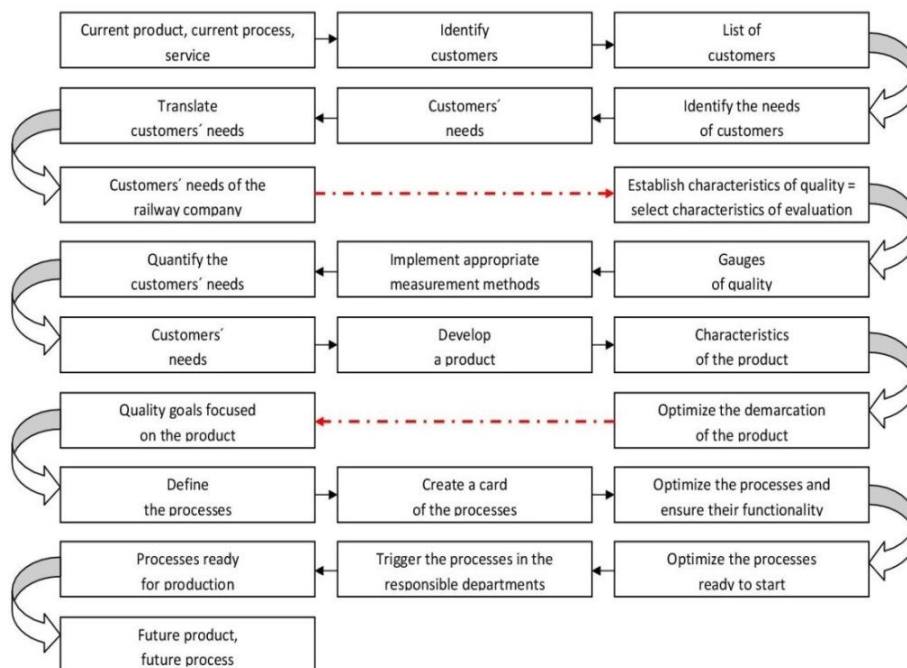 Current product, current process,
service
Identify
customers
List of
customers
Translate
customers´ needs
Customers´
needs
Identify the needs
of customers
Customers´ needs of the
railway company
Establish characteristics of quality =
select characteristics of evaluation
Quantify the
customers´ needs
Implement appropriate
measurement methods
Gauges
of quality
Customers´
needs
Develop
a product
Characteristics
of the product
Quality goals focused
on the product
Optimize the demarcation
of the product
Define
the processes
Create a card
of the processes
Optimize the processes and
ensure their functionality
Processes ready
for production
Trigger the processes in the
responsible departments
Optimize the processes
ready to start
Future product,
future process